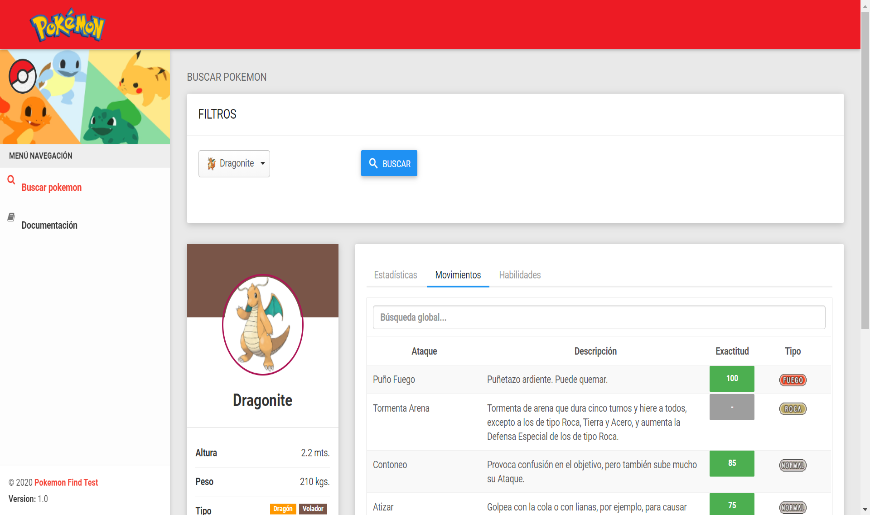 POKéMON
BUSCAR POKEMON
MENÚ NAVEGACIÓN
Buscar pokemon
Documentación
FILTROS
Dragonite
BUSCAR
Dragonite
Altura 2.2 mts.
Peso 210 kgs.
Tipo Dragón Volador
Estadísticas Movimientos Habilidades
Búsqueda global...
Ataque Descripción Exactitud Tipo
Puño Fuego Puñetazo ardiente. Puede quemar. 100 FUEGO
Tormenta Arena Tormenta de arena que dura cinco turnos y hiere a todos, - ROCA
excepto a los de tipo Roca, Tierra y Acero, y aumenta la
Defensa Especial de los de tipo Roca.
Contoneo Provoca confusión en el objetivo, pero también sube mucho 85 NORMAL
su Ataque.
Atizar Golpea con la cola o con lianas, por ejemplo, para causar 75 NORMAL
© 2020 Pokemon Find Test
Version: 1.0